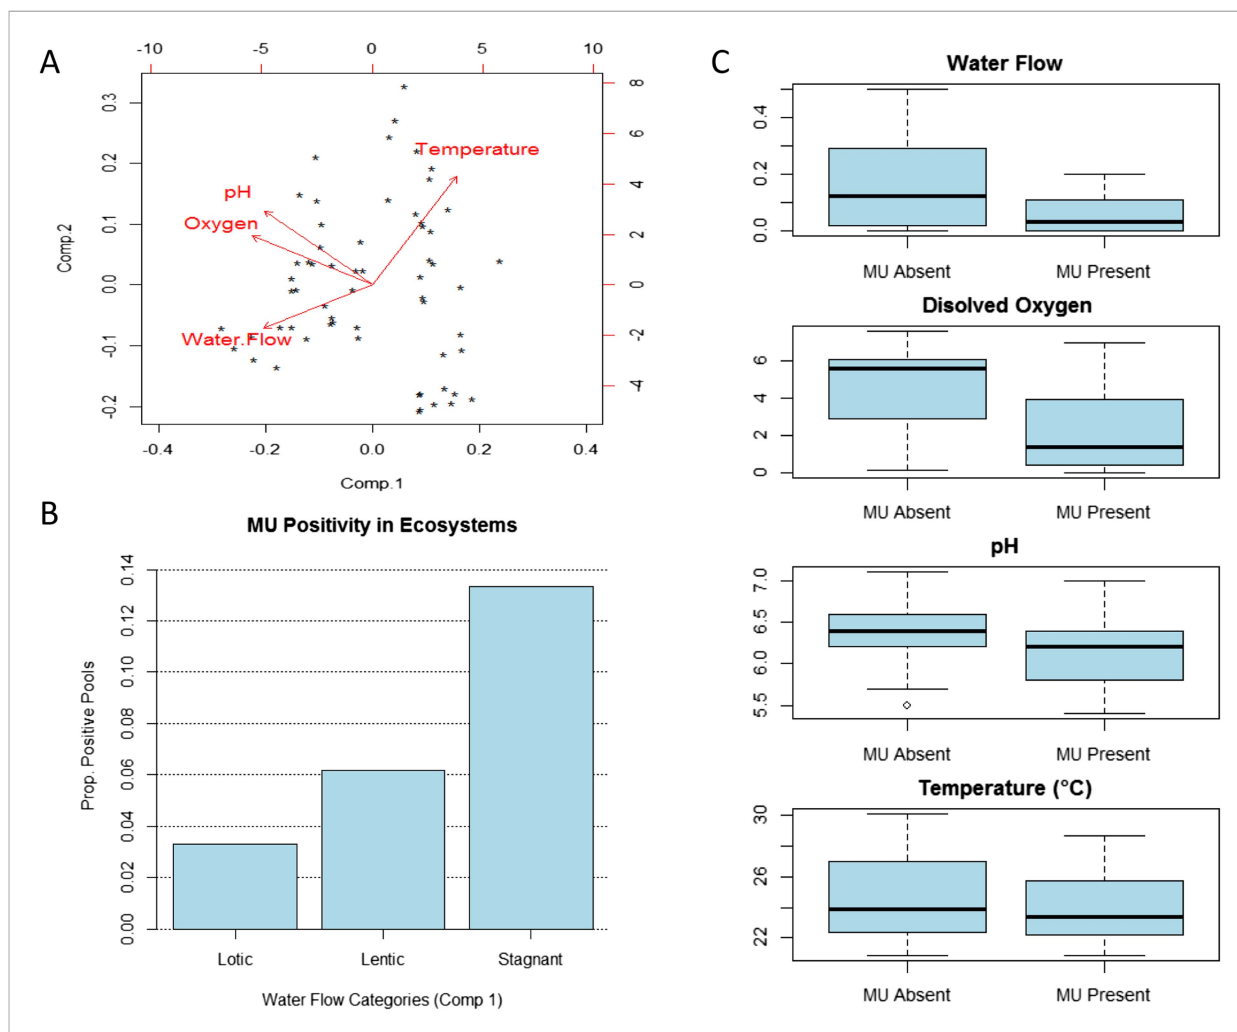 A
-10 -5 0 5 10
0.3
0.2
0.1
0.0
-0.1
-0.2
Comp.2
8
6
4
2
0
-2
-4
Temperature
pH
Oxygen
Water.Flow
-0.4 -0.2 0.0 0.2 0.4
Comp.1
B
MU Positivity in Ecosystems
0.14
0.12
0.10
0.08
0.06
0.04
0.02
0.00
Prop. Positive Pools
Lotic Lentic Stagnant
Water Flow Categories (Comp 1)
C
Water Flow
0.4
0.2
0.0
MU Absent MU Present
Disolved Oxygen
6
4
2
0
MU Absent MU Present
pH
7.0
6.5
6.0
5.5
MU Absent MU Present
Temperature (°C)
30
26
22
MU Absent MU Present